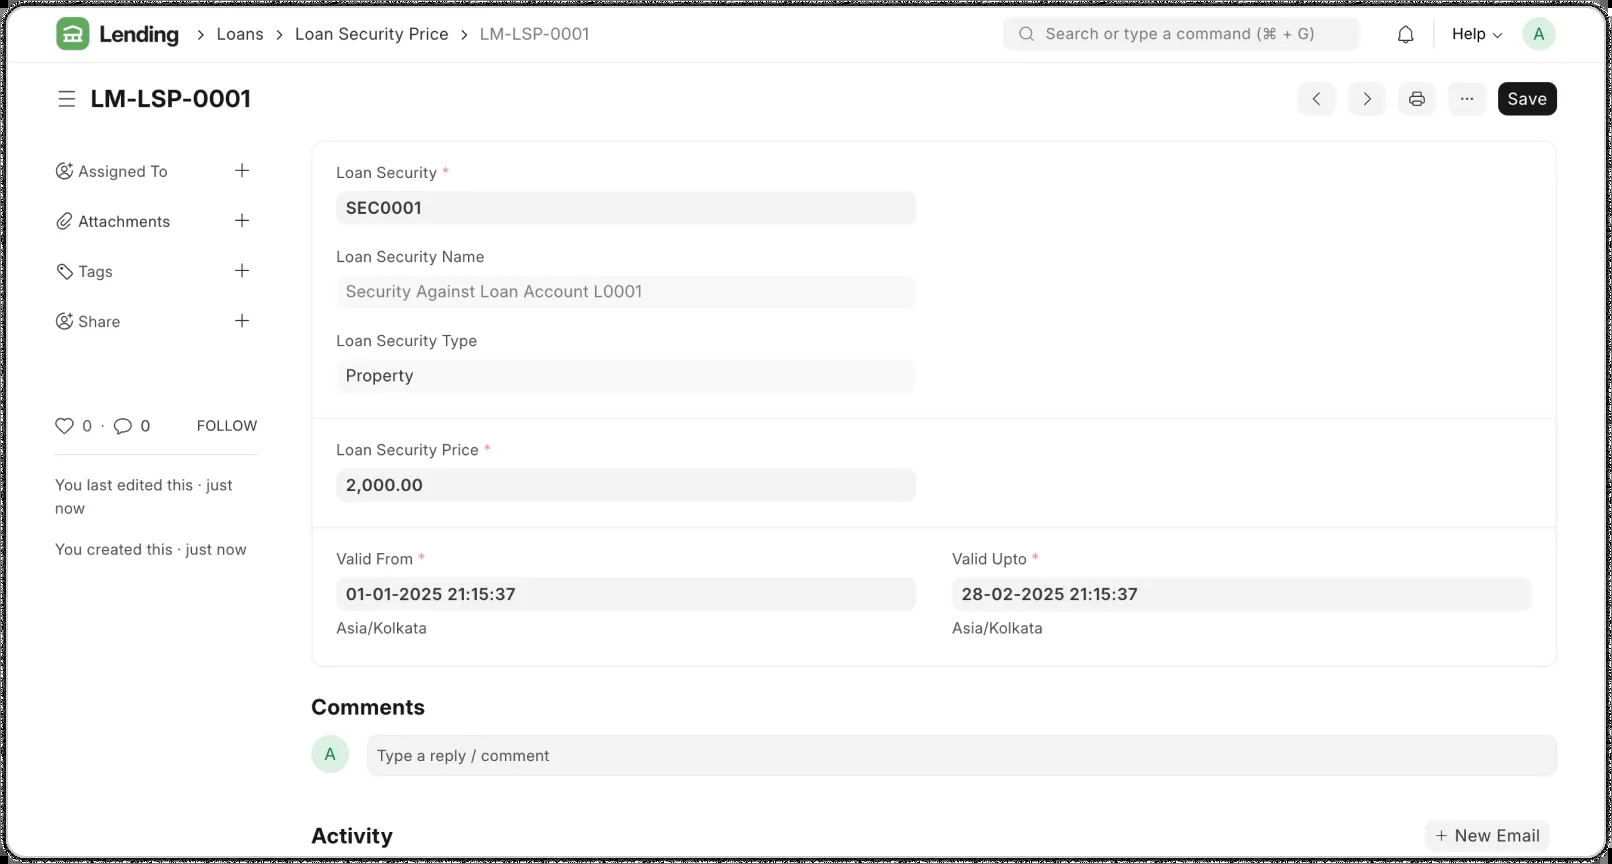 Lending > Loans > Loan Security Price > LM-LSP-0001
Search or type a command (⌘ + G)
Help
A
LM-LSP-0001
Save
Assigned To
Attachments
Tags
Share
0 · 0 FOLLOW
You last edited this · just
now
You created this · just now
Loan Security *
SEC0001
Loan Security Name
Security Against Loan Account L0001
Loan Security Type
Property
Loan Security Price *
2,000.00
Valid From *
01-01-2025 21:15:37
Asia/Kolkata
Valid Upto *
28-02-2025 21:15:37
Asia/Kolkata
Comments
A
Type a reply / comment
Activity
+ New Email